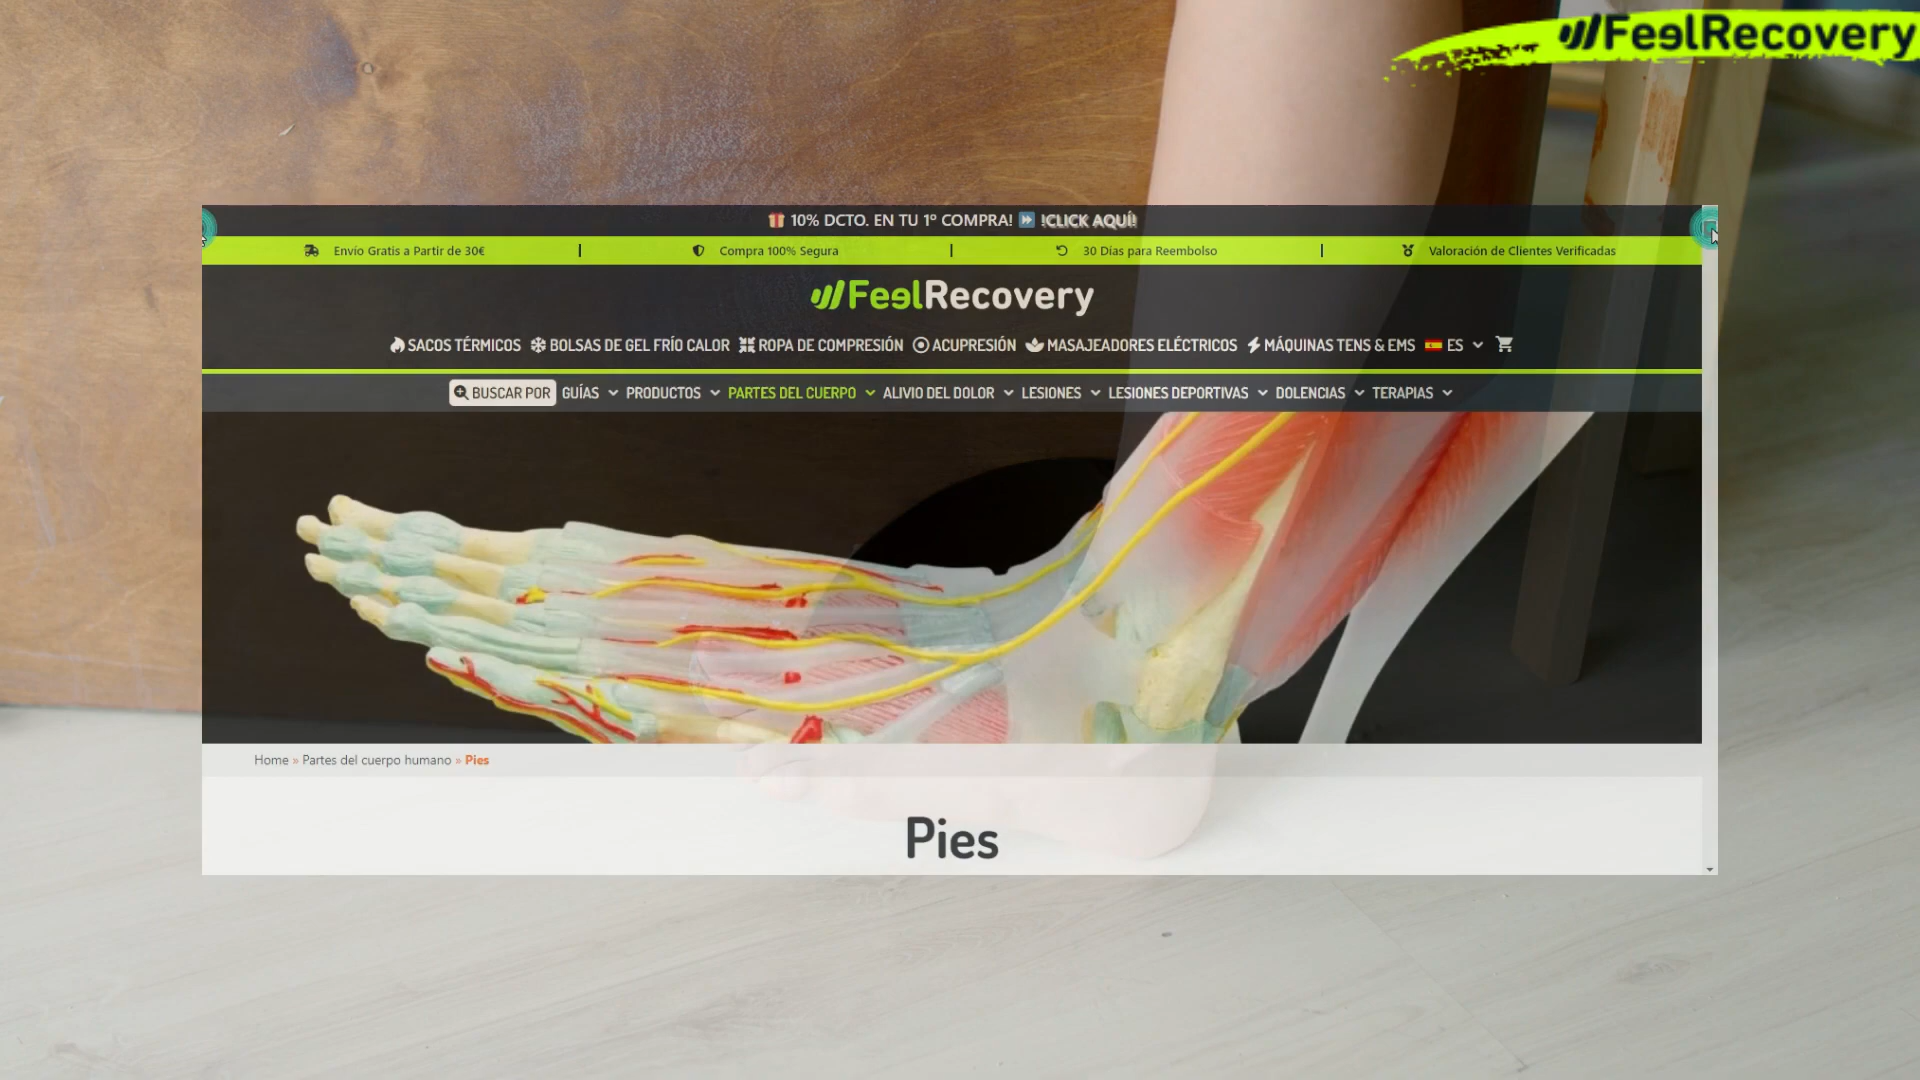 FeelRecovery
10% DCTO. EN TU 1º COMPRA! !CLICK AQUÍ!
Envío Gratis a Partir de 30€ | Compra 100% Segura | 30 Días para Reembolso | Valoración de Clientes Verificadas
FeelRecovery
SACOS TÉRMICOS BOLSAS DE GEL FRÍO CALOR ROPA DE COMPRESIÓN ACUPRESIÓN MASAJEADORES ELÉCTRICOS MÁQUINAS TENS & EMS ES
BUSCAR POR GUÍAS PRODUCTOS PARTES DEL CUERPO ALIVIO DEL DOLOR LESIONES LESIONES DEPORTIVAS DOLENCIAS TERAPIAS
Home » Partes del cuerpo humano » Pies
Pies